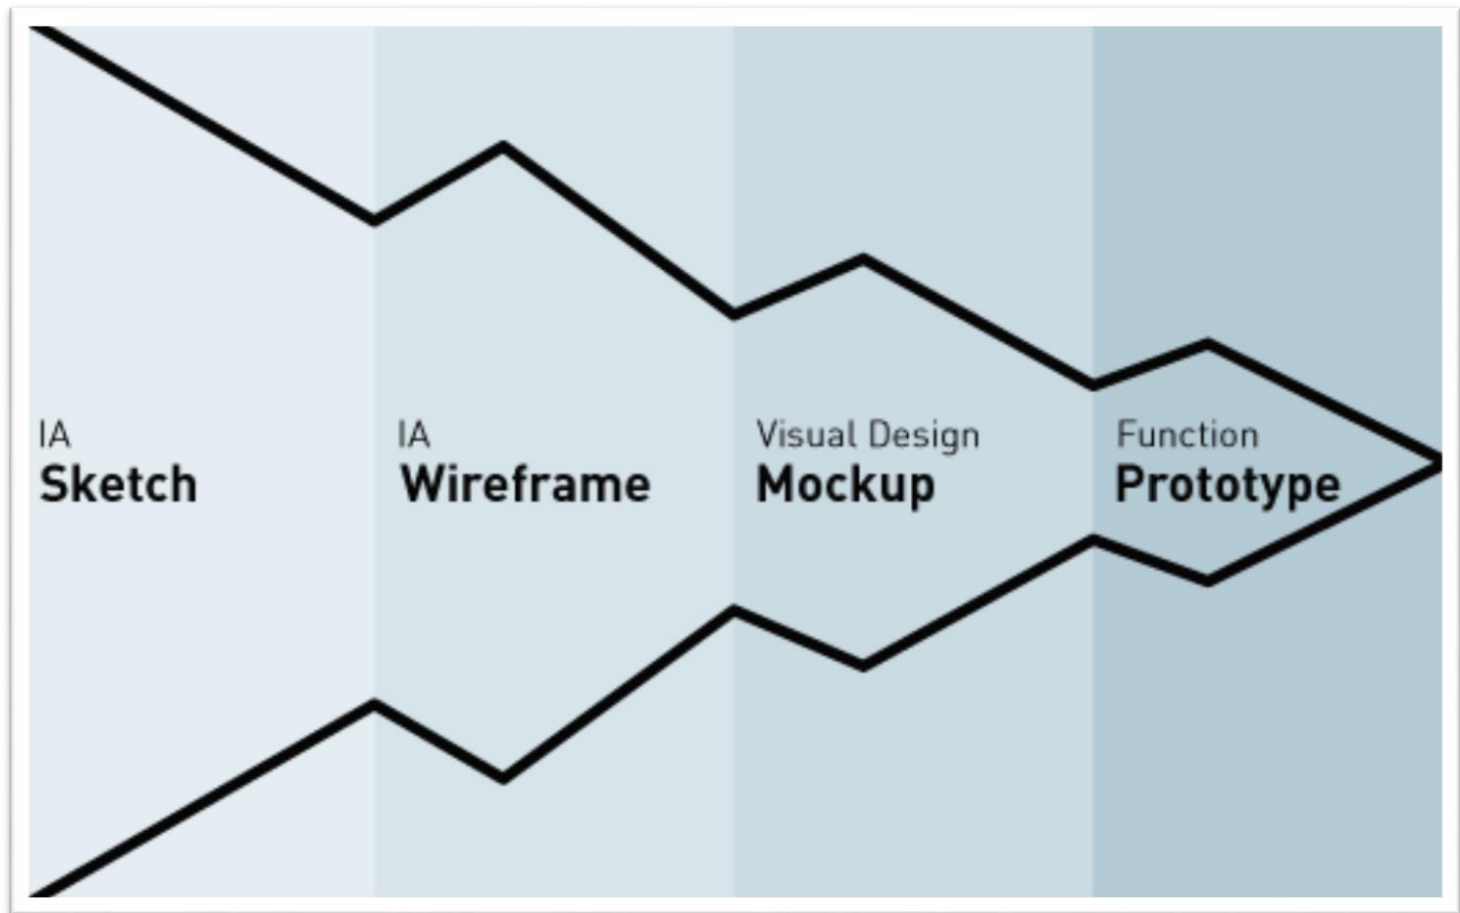 IA
Sketch
IA
Wireframe
Visual Design
Mockup
Function
Prototype